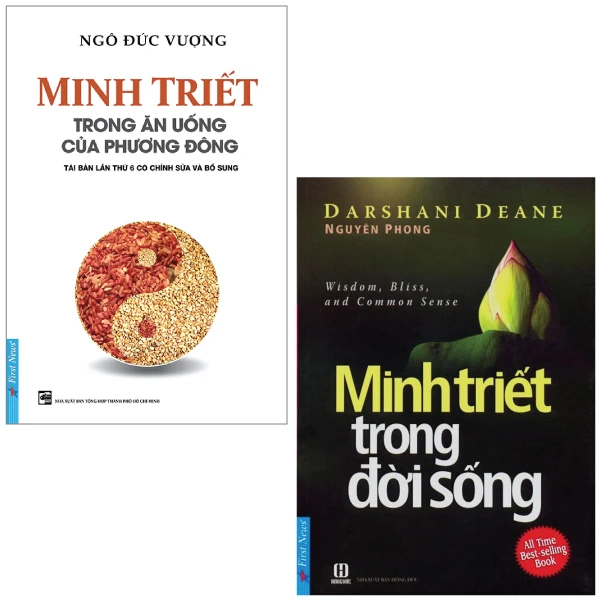 NGÔ ĐỨC VƯỢNG
MINH TRIẾT
TRONG ĂN UỐNG
CỦA PHƯƠNG ĐÔNG
TÁI BẢN LẦN THỨ 6 CÓ CHỈNH SỬA VÀ BỔ SUNG
First News
NHÀ XUẤT BẢN TỔNG HỢP THÀNH PHỐ HỒ CHÍ MINH
DARSHANI DEANE
NGUYÊN PHONG
Wisdom, Bliss,
and Common Sense
Minh triết
trong
đời sống
All Time
Best-selling
Book
First News
H
HỒNG ĐỨC
NHÀ XUẤT BẢN HỒNG ĐỨC